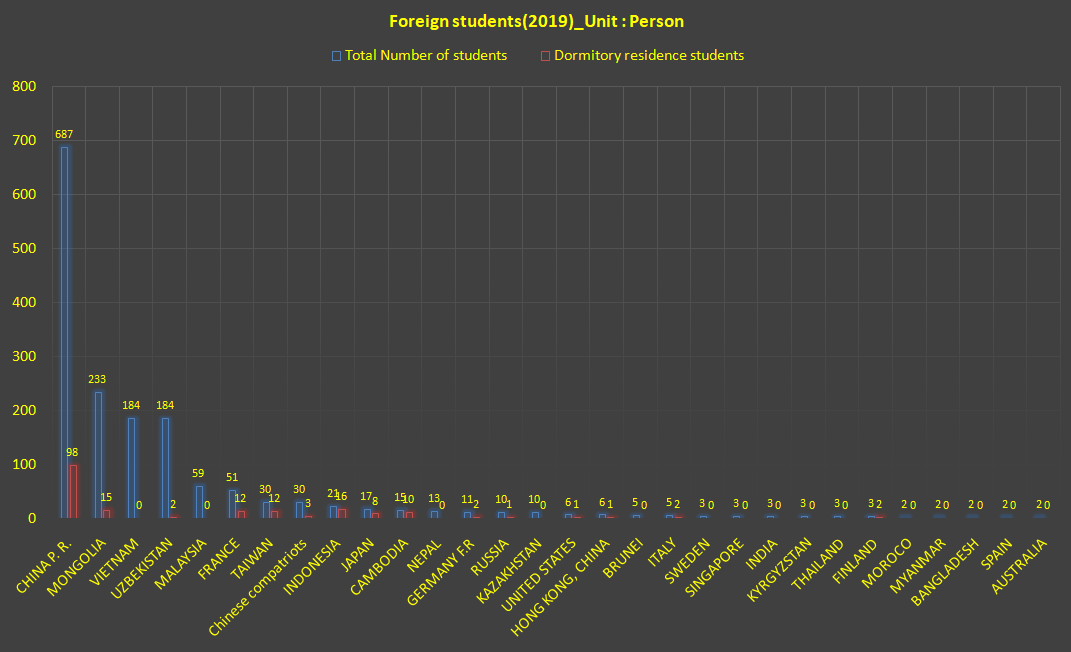 Foreign students(2019)_Unit : Person
Total Number of students Dormitory residence students
800
700
600
500
400
300
200
100
0
687 98 233 15 184 0 184 2 59 0 51 12 30 12 30 3 21 16 17 8 15 10 13 0 11 2 10 1 10 0 6 1 6 1 5 0 5 2 3 0 3 0 3 0 3 0 3 0 3 2 2 0 2 0 2 0 2 0 2 0
CHINA P. R.
MONGOLIA
VIETNAM
UZBEKISTAN
MALAYSIA
FRANCE
TAIWAN
Chinese compatriots
INDONESIA
JAPAN
CAMBODIA
NEPAL
GERMANY F.R
RUSSIA
KAZAKHSTAN
UNITED STATES
HONG KONG, CHINA
BRUNEI
ITALY
SWEDEN
SINGAPORE
INDIA
KYRGYZSTAN
THAILAND
FINLAND
MOROCO
MYANMAR
BANGLADESH
SPAIN
AUSTRALIA